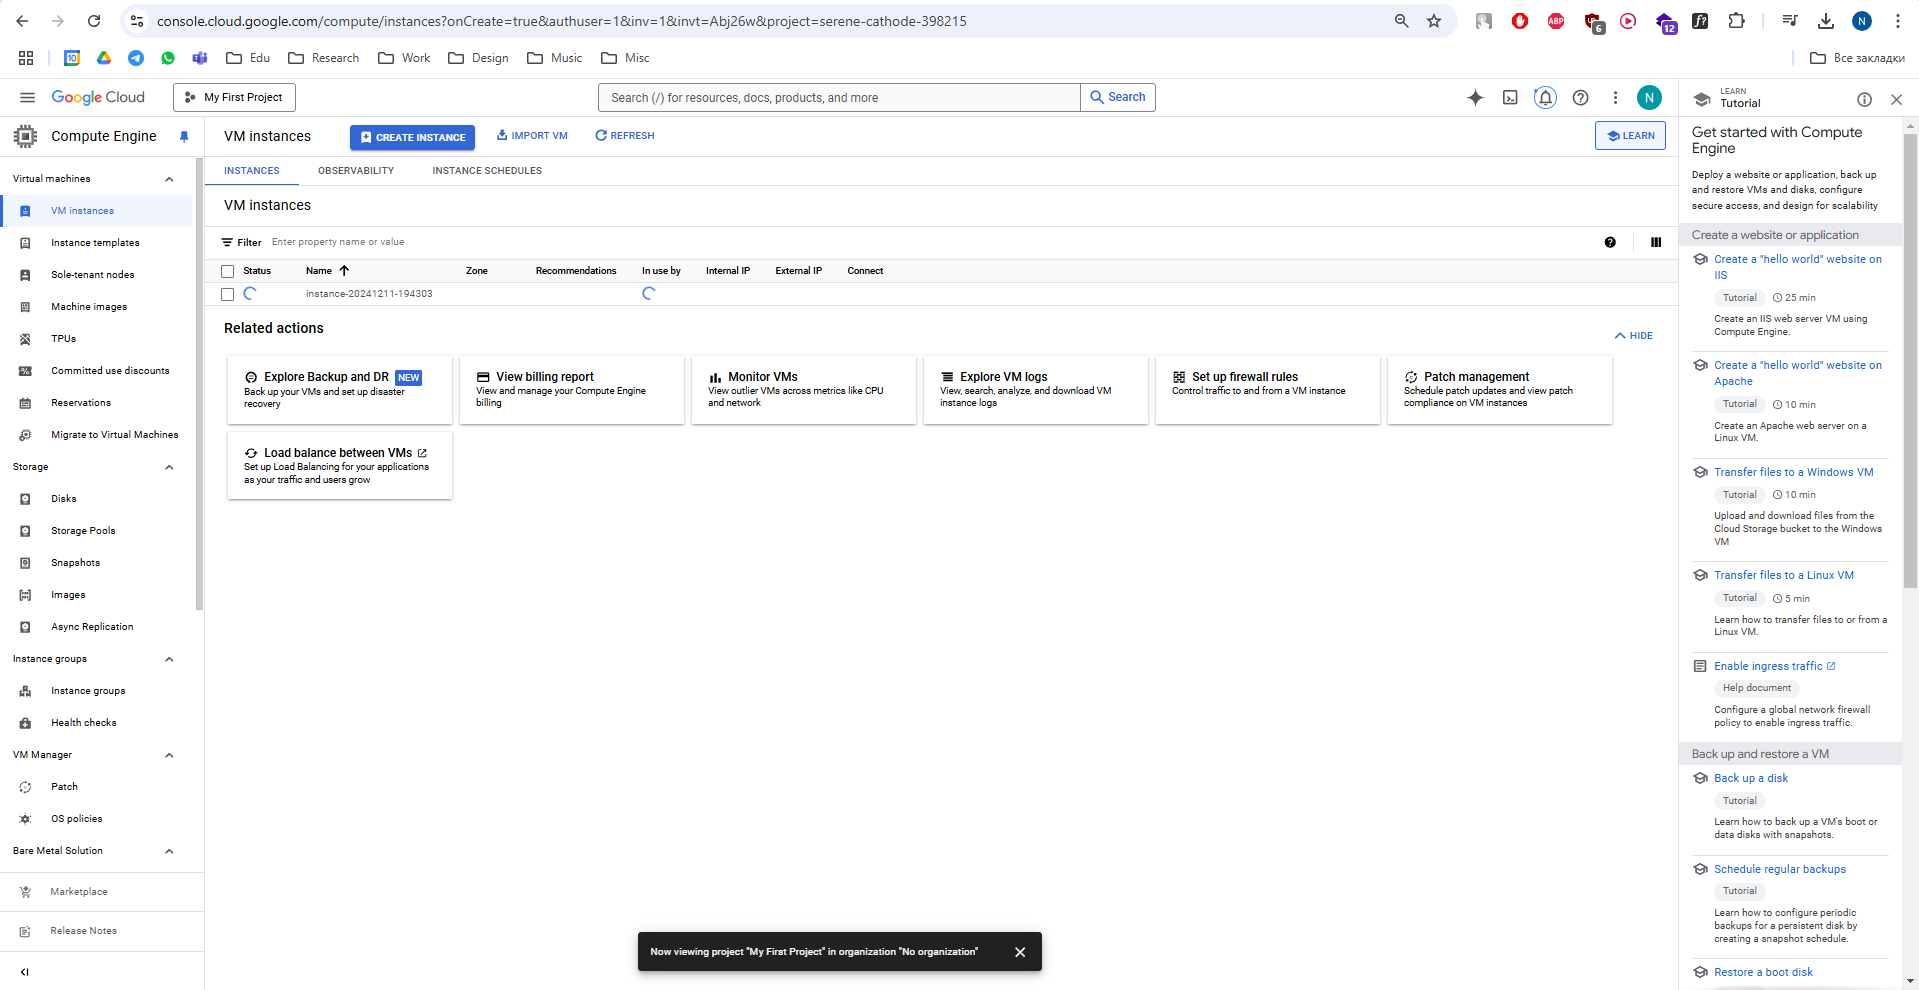 console.cloud.google.com/compute/instances?onCreate=true&authuser=1&inv=1&invt=Abj26w&project=serene-cathode-398215
ABP
6
12
f?
N
10
Edu
Research
Work
Design
Music
Misc
Все закладки
Google Cloud
My First Project
Search (/) for resources, docs, products, and more
Search
N
LEARN
Tutorial
Compute Engine
VM instances
CREATE INSTANCE
IMPORT VM
REFRESH
LEARN
Virtual machines
VM instances
Instance templates
Sole-tenant nodes
Machine images
TPUs
Committed use discounts
Reservations
Migrate to Virtual Machines
Storage
Disks
Storage Pools
Snapshots
Images
Async Replication
Instance groups
Instance groups
Health checks
VM Manager
Patch
OS policies
Bare Metal Solution
Marketplace
Release Notes
INSTANCES
OBSERVABILITY
INSTANCE SCHEDULES
VM instances
Filter
Enter property name or value
Status
Name
Zone
Recommendations
In use by
Internal IP
External IP
Connect
instance-20241211-194303
Related actions
HIDE
Explore Backup and DR NEW
Back up your VMs and set up disaster
recovery
View billing report
View and manage your Compute Engine
billing
Monitor VMs
View outlier VMs across metrics like CPU
and network
Explore VM logs
View, search, analyze, and download VM
instance logs
Set up firewall rules
Control traffic to and from a VM instance
Patch management
Schedule patch updates and view patch
compliance on VM instances
Load balance between VMs
Set up Load Balancing for your applications
as your traffic and users grow
Now viewing project "My First Project" in organization "No organization"
Get started with Compute
Engine
Deploy a website or application, back up
and restore VMs and disks, configure
secure access, and design for scalability
Create a website or application
Create a "hello world" website on
IIS
Tutorial
25 min
Create an IIS web server VM using
Compute Engine.
Create a "hello world" website on
Apache
Tutorial
10 min
Create an Apache web server on a
Linux VM.
Transfer files to a Windows VM
Tutorial
10 min
Upload and download files from the
Cloud Storage bucket to the Windows
VM
Transfer files to a Linux VM
Tutorial
5 min
Learn how to transfer files to or from a
Linux VM.
Enable ingress traffic
Help document
Configure a global network firewall
policy to enable ingress traffic.
Back up and restore a VM
Back up a disk
Tutorial
Learn how to back up a VM's boot or
data disks with snapshots.
Schedule regular backups
Tutorial
Learn how to configure periodic
backups for a persistent disk by
creating a snapshot schedule.
Restore a boot disk